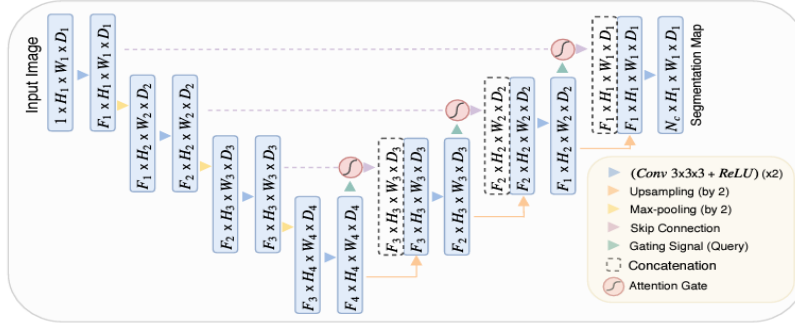 Input Image
1 x H1 x W1 x D1
F1 x H1 x W1 x D1
F1 x H2 x W2 x D2
F2 x H2 x W2 x D2
F2 x H3 x W3 x D3
F3 x H3 x W3 x D3
F3 x H4 x W4 x D4
F4 x H4 x W4 x D4
F3 x H3 x W3 x D3
F3 x H3 x W3 x D3
F2 x H3 x W3 x D3
F2 x H2 x W2 x D2
F1 x H2 x W2 x D2
F1 x H1 x W1 x D1
F1 x H1 x W1 x D1
Nc x H1 x W1 x D1
Segmentation Map
(Conv 3x3x3 + ReLU) (x2)
Upsampling (by 2)
Max-pooling (by 2)
Skip Connection
Gating Signal (Query)
Concatenation
Attention Gate